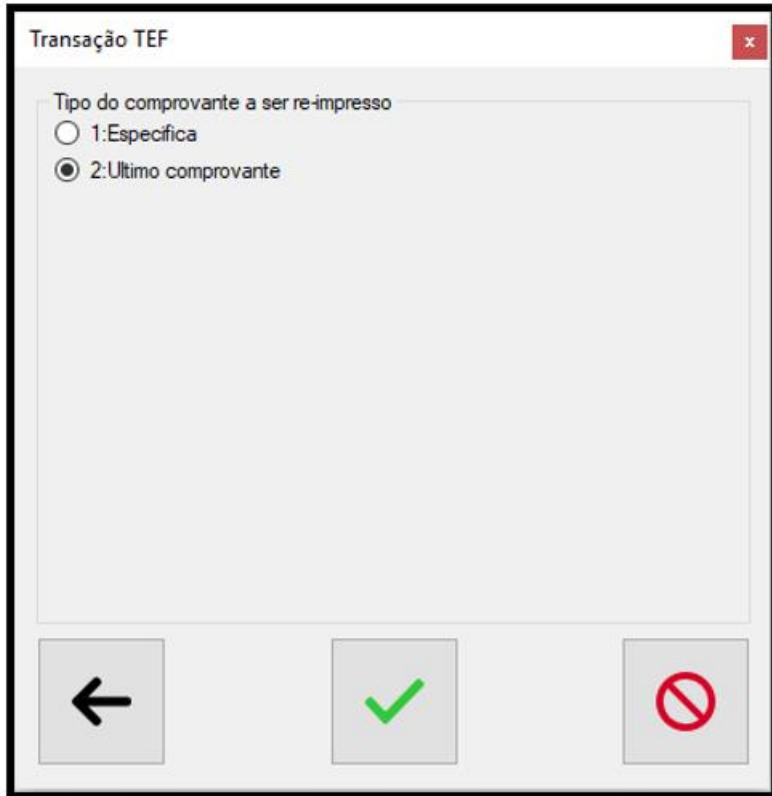 Transação TEF
x
Tipo do comprovante a ser re-impresso
1:Especifica
2:Ultimo comprovante